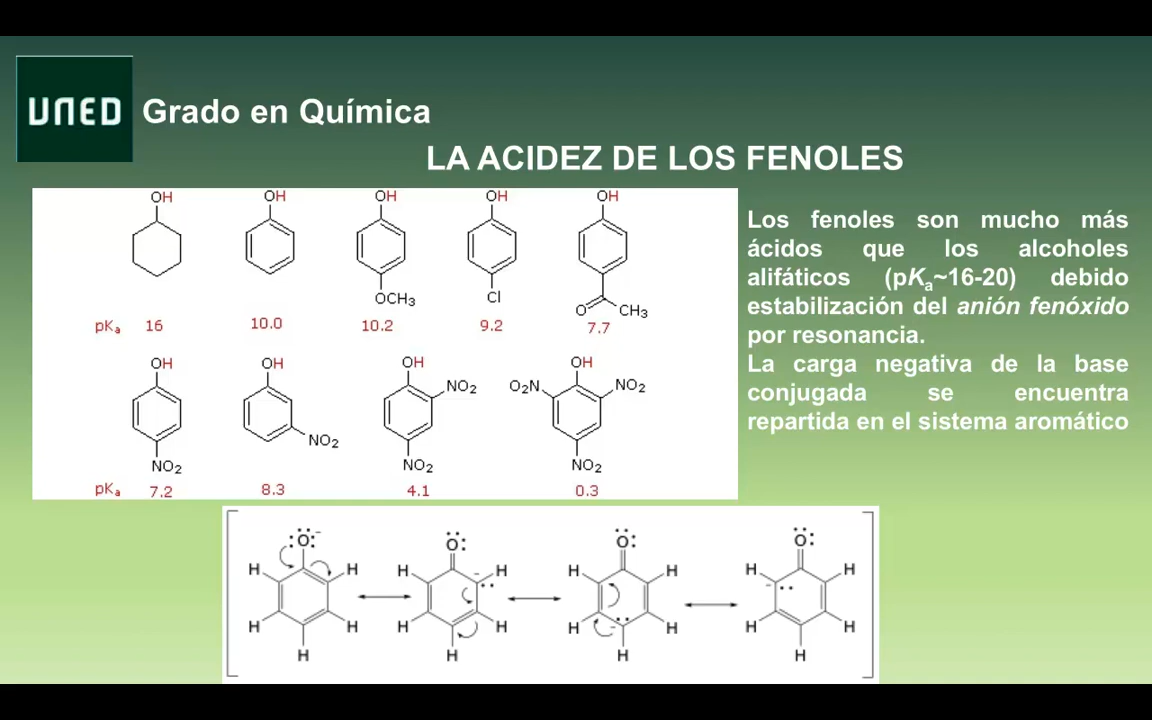 UNED
Grado en Química
LA ACIDEZ DE LOS FENOLES
OH OH OH OH OH
OCH₃ Cl O CH₃
pKₐ 16 10.0 10.2 9.2 7.7
OH OH OH OH
NO₂ O₂N NO₂
NO₂ NO₂ NO₂ NO₂
pKₐ 7.2 8.3 4.1 0.3
Los fenoles son mucho más
ácidos que los alcoholes
alifáticos (pKₐ~16-20) debido
estabilización del anión fenóxido
por resonancia.
La carga negativa de la base
conjugada se encuentra
repartida en el sistema aromático
O⁻ O O O
H H H H H H H H
H H H H H H H H
H H H H